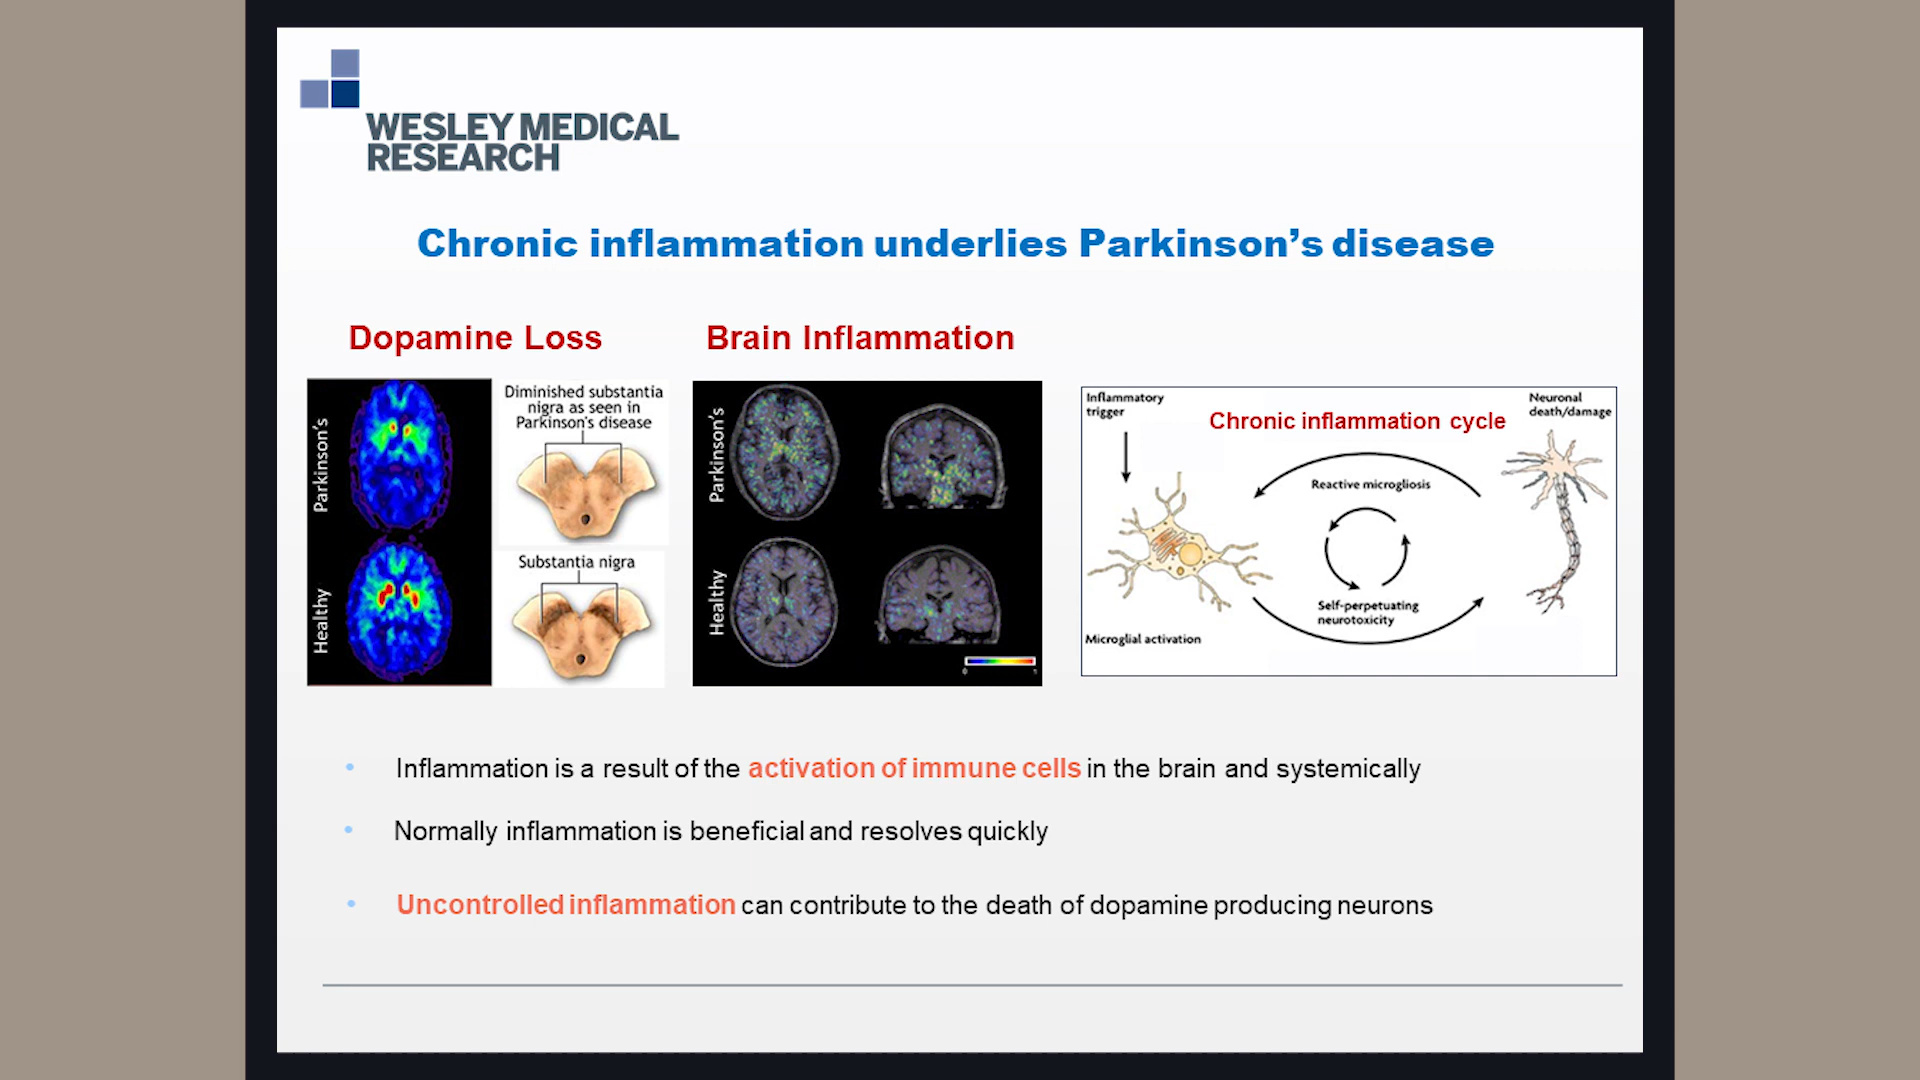 WESLEY MEDICAL
RESEARCH
Chronic inflammation underlies Parkinson's disease
Dopamine Loss
Brain Inflammation
Parkinson's
Healthy
Diminished substantia
nigra as seen in
Parkinson's disease
Substantia nigra
Parkinson's
Healthy
Inflammatory
trigger
Chronic inflammation cycle
Neuronal
death/damage
Reactive microgliosis
Self-perpetuating
neurotoxicity
Microglial activation
• Inflammation is a result of the activation of immune cells in the brain and systemically
• Normally inflammation is beneficial and resolves quickly
• Uncontrolled inflammation can contribute to the death of dopamine producing neurons